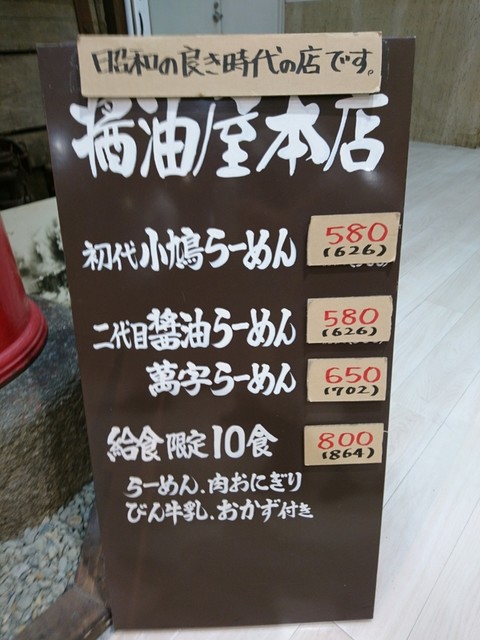 昭和の良き時代の店です。
醤油屋本店
初代小鳩らーめん 580
(626)
二代目醬油らーめん 580
(626)
萬字らーめん 650
(702)
給食限定10食 800
(864)
らーめん、肉おにぎり
びん牛乳、おかず付き